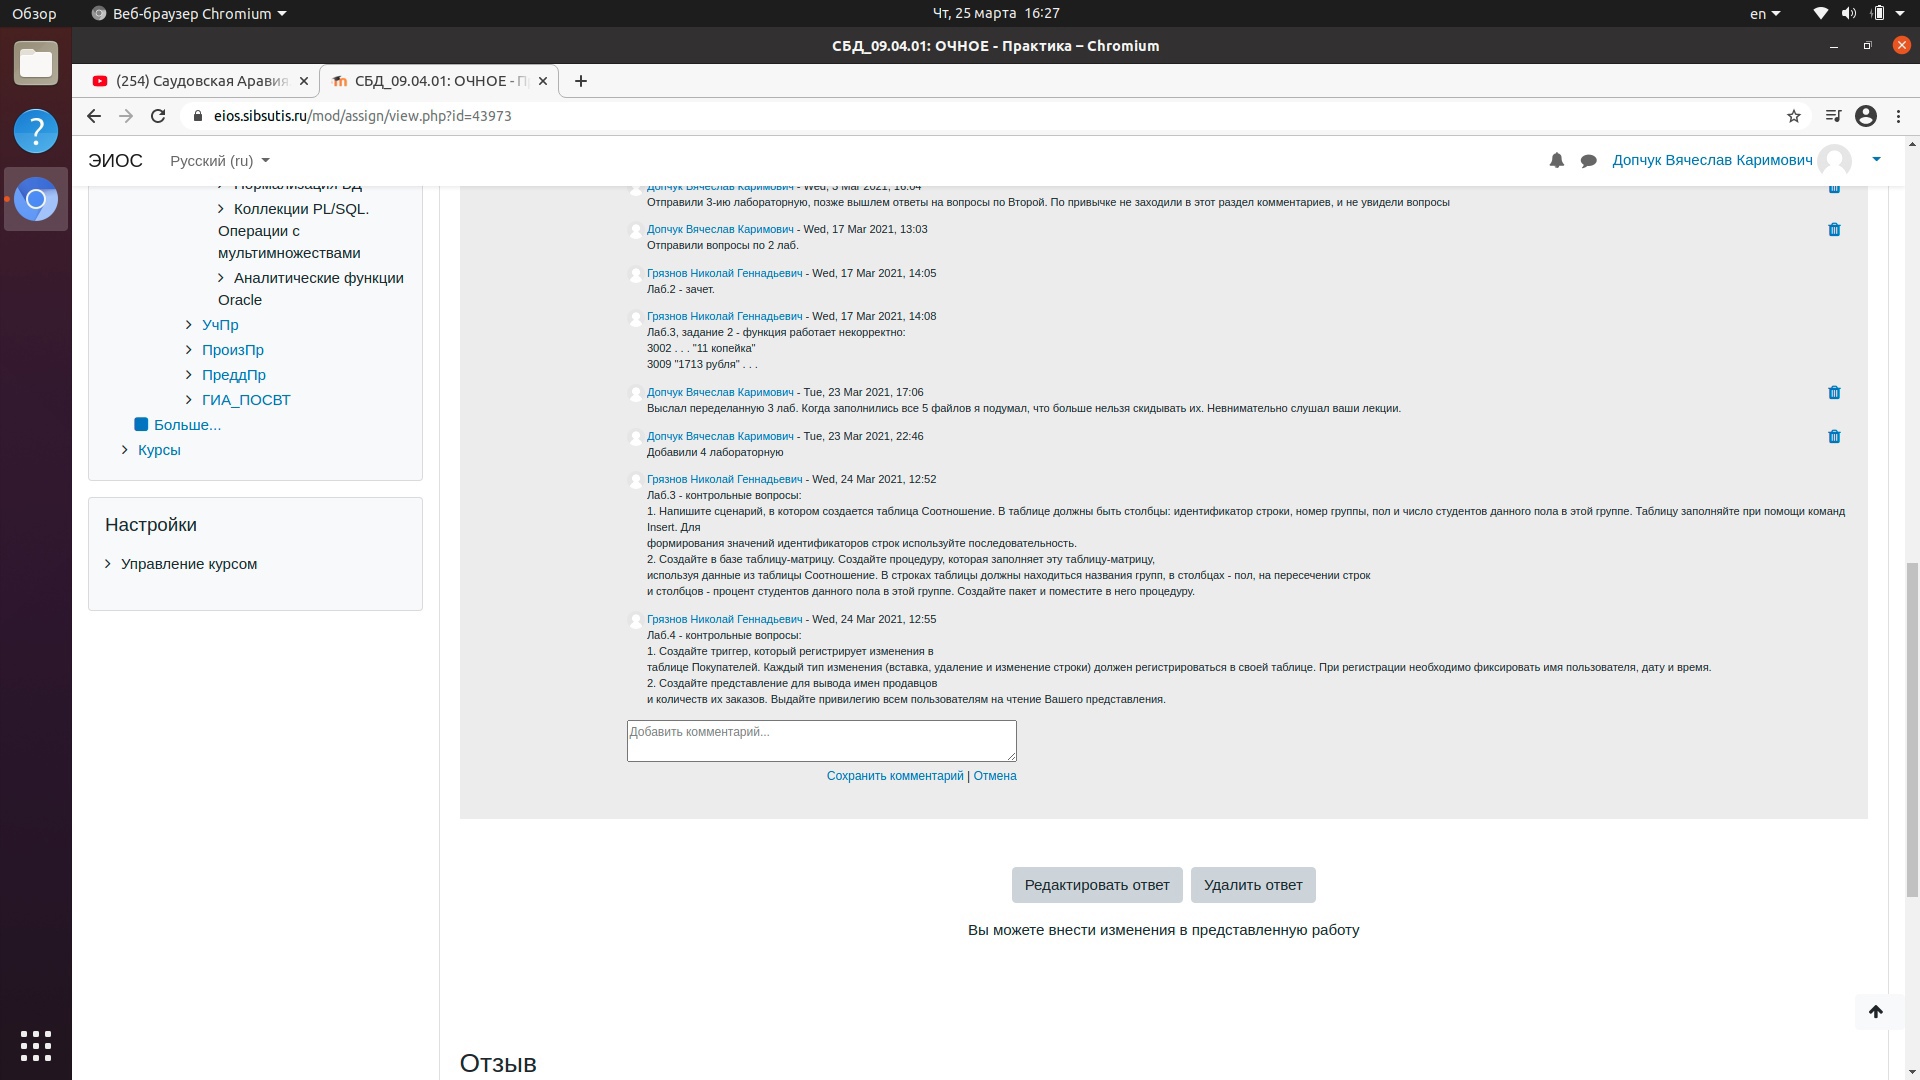 Обзор
Веб-браузер Chromium
Чт, 25 марта 16:27
en
СБД_09.04.01: ОЧНОЕ - Практика – Chromium
(254) Саудовская Аравия
СБД_09.04.01: ОЧНОЕ - П
eios.sibsutis.ru/mod/assign/view.php?id=43973
ЭИОС
Русский (ru)
Допчук Вячеслав Каримович
Нормализация БД
Коллекции PL/SQL.
Операции с
мультимножествами
Аналитические функции
Oracle
УчПр
ПроизПр
ПреддПр
ГИА_ПОСВТ
Больше...
Курсы
Настройки
Управление курсом
Допчук Вячеслав Каримович - Wed, 3 Mar 2021, 16:04
Отправили 3-ию лабораторную, позже вышлем ответы на вопросы по Второй. По привычке не заходили в этот раздел комментариев, и не увидели вопросы
Допчук Вячеслав Каримович - Wed, 17 Mar 2021, 13:03
Отправили вопросы по 2 лаб.
Грязнов Николай Геннадьевич - Wed, 17 Mar 2021, 14:05
Лаб.2 - зачет.
Грязнов Николай Геннадьевич - Wed, 17 Mar 2021, 14:08
Лаб.3, задание 2 - функция работает некорректно:
3002 . . . "11 копейка"
3009 "1713 рубля" . . .
Допчук Вячеслав Каримович - Tue, 23 Mar 2021, 17:06
Выслал переделанную 3 лаб. Когда заполнились все 5 файлов я подумал, что больше нельзя скидывать их. Невнимательно слушал ваши лекции.
Допчук Вячеслав Каримович - Tue, 23 Mar 2021, 22:46
Добавили 4 лабораторную
Грязнов Николай Геннадьевич - Wed, 24 Mar 2021, 12:52
Лаб.3 - контрольные вопросы:
1. Напишите сценарий, в котором создается таблица Соотношение. В таблице должны быть столбцы: идентификатор строки, номер группы, пол и число студентов данного пола в этой группе. Таблицу заполняйте при помощи команд
Insert. Для
формирования значений идентификаторов строк используйте последовательность.
2. Создайте в базе таблицу-матрицу. Создайте процедуру, которая заполняет эту таблицу-матрицу,
используя данные из таблицы Соотношение. В строках таблицы должны находиться названия групп, в столбцах - пол, на пересечении строк
и столбцов - процент студентов данного пола в этой группе. Создайте пакет и поместите в него процедуру.
Грязнов Николай Геннадьевич - Wed, 24 Mar 2021, 12:55
Лаб.4 - контрольные вопросы:
1. Создайте триггер, который регистрирует изменения в
таблице Покупателей. Каждый тип изменения (вставка, удаление и изменение строки) должен регистрироваться в своей таблице. При регистрации необходимо фиксировать имя пользователя, дату и время.
2. Создайте представление для вывода имен продавцов
и количеств их заказов. Выдайте привилегию всем пользователям на чтение Вашего представления.
Добавить комментарий...
Сохранить комментарий | Отмена
Редактировать ответ
Удалить ответ
Вы можете внести изменения в представленную работу
Отзыв